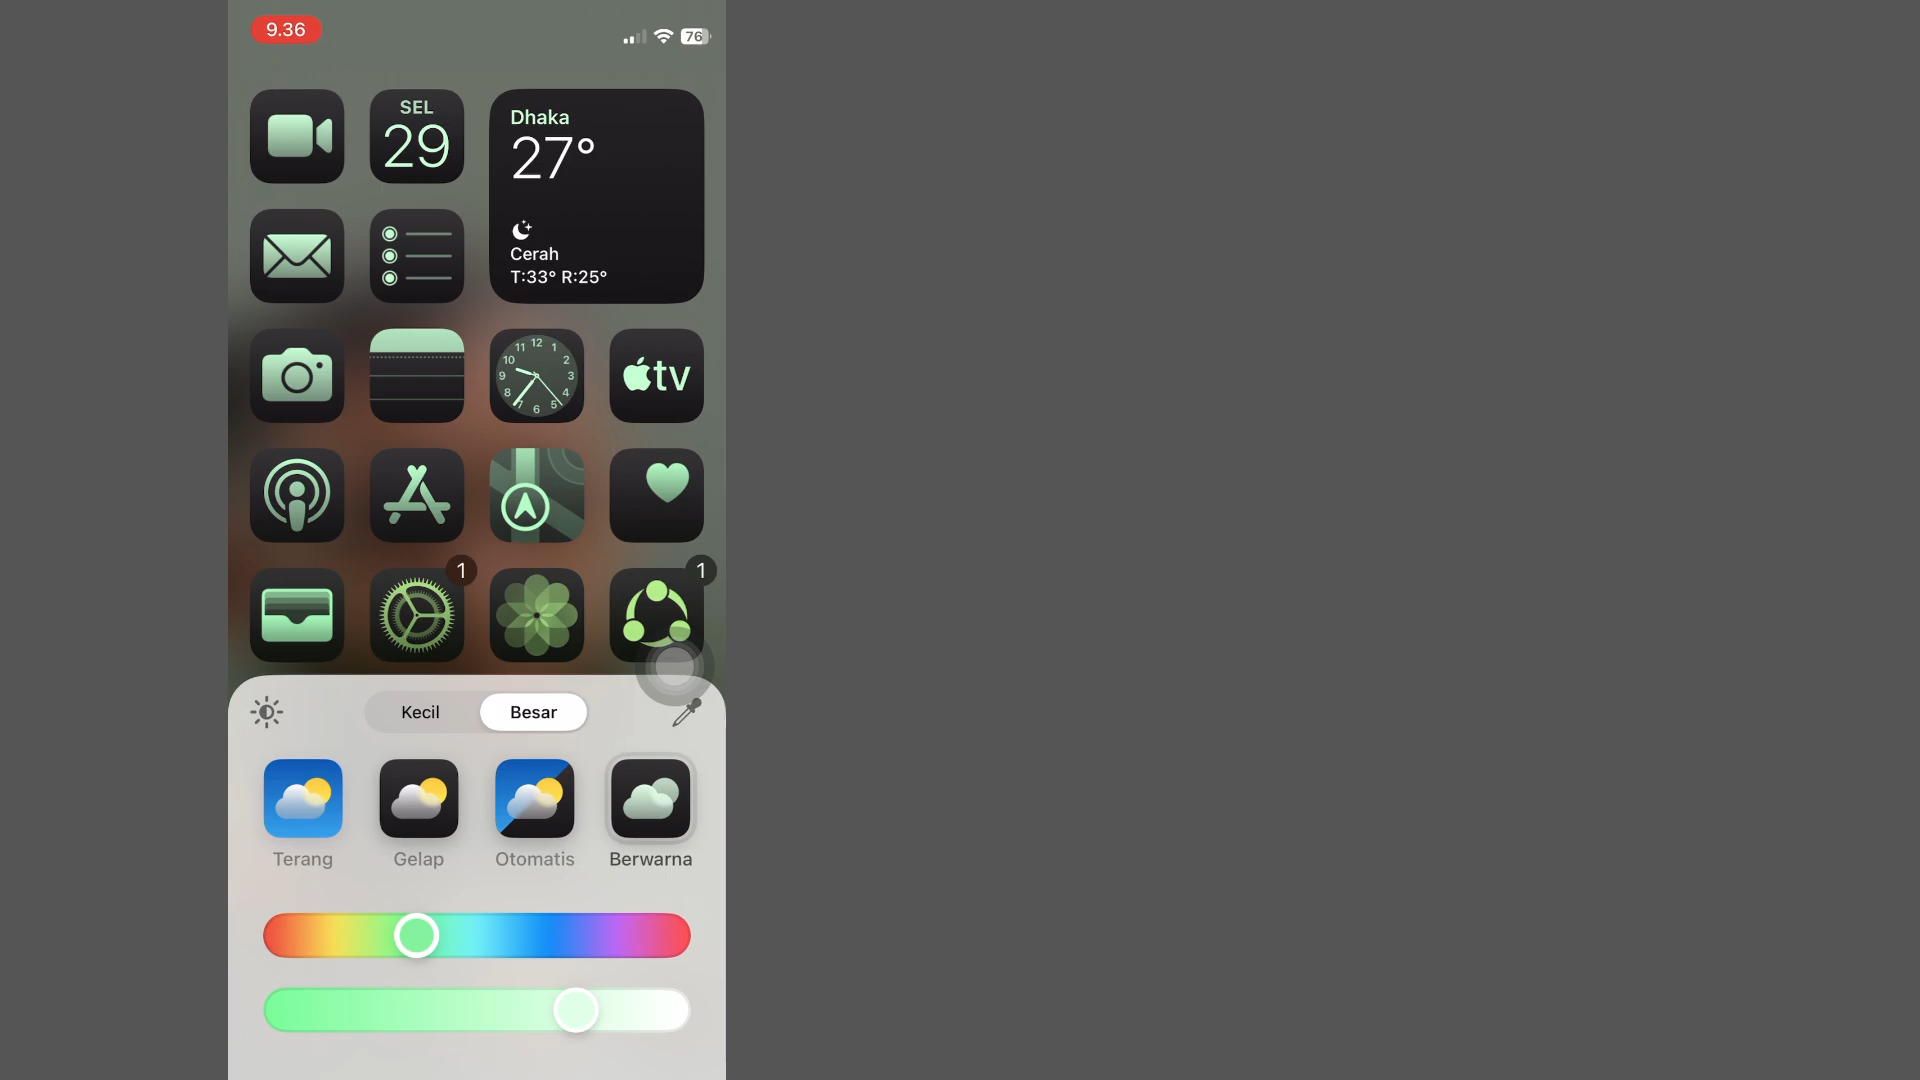 9.36
76
SEL
29
Dhaka
27°
Cerah
T:33° R:25°
12
11
1
10
2
9
3
8
4
7
5
6
tv
1
1
Kecil
Besar
Terang
Gelap
Otomatis
Berwarna